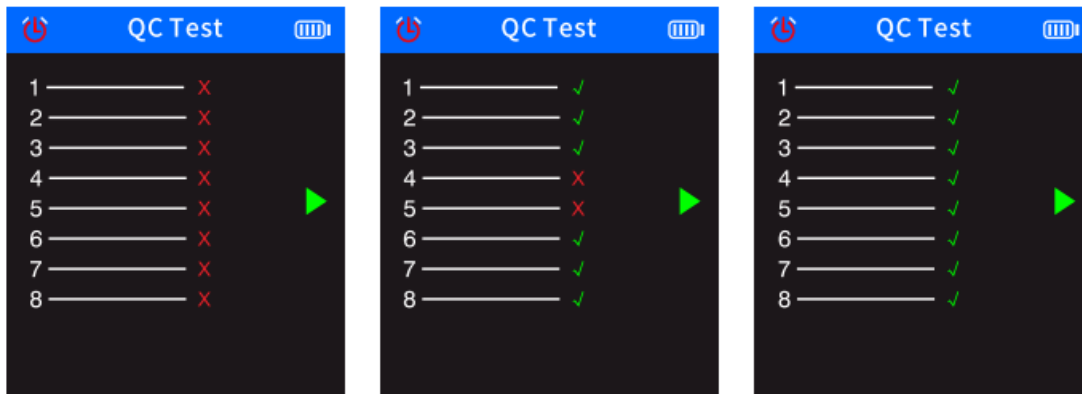 QC Test
1 X
2 X
3 X
4 X
5 X
6 X
7 X
8 X
QC Test
1 √
2 √
3 √
4 X
5 X
6 √
7 √
8 √
QC Test
1 √
2 √
3 √
4 √
5 √
6 √
7 √
8 √